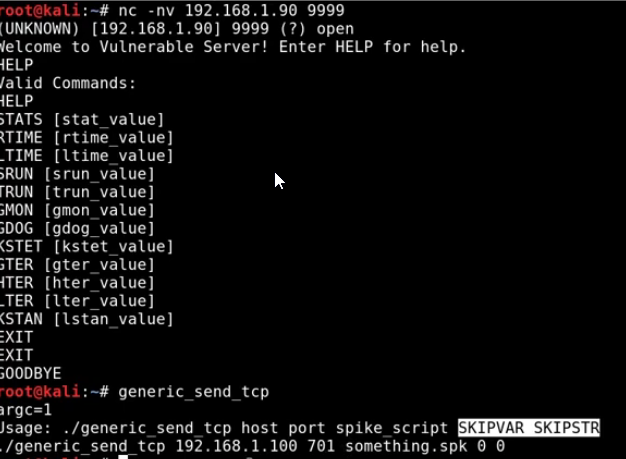 root@kali:~# nc -nv 192.168.1.90 9999
(UNKNOWN) [192.168.1.90] 9999 (?) open
Welcome to Vulnerable Server! Enter HELP for help.
HELP
Valid Commands:
HELP
STATS [stat_value]
RTIME [rtime_value]
LTIME [ltime_value]
SRUN [srun_value]
TRUN [trun_value]
GMON [gmon_value]
GDOG [gdog_value]
KSTET [kstet_value]
GTER [gter_value]
HTER [hter_value]
LTER [lter_value]
KSTAN [lstan_value]
EXIT
EXIT
GOODBYE
root@kali:~# generic_send_tcp
argc=1
Usage: ./generic_send_tcp host port spike_script SKIPVAR SKIPSTR
./generic_send_tcp 192.168.1.100 701 something.spk 0 0